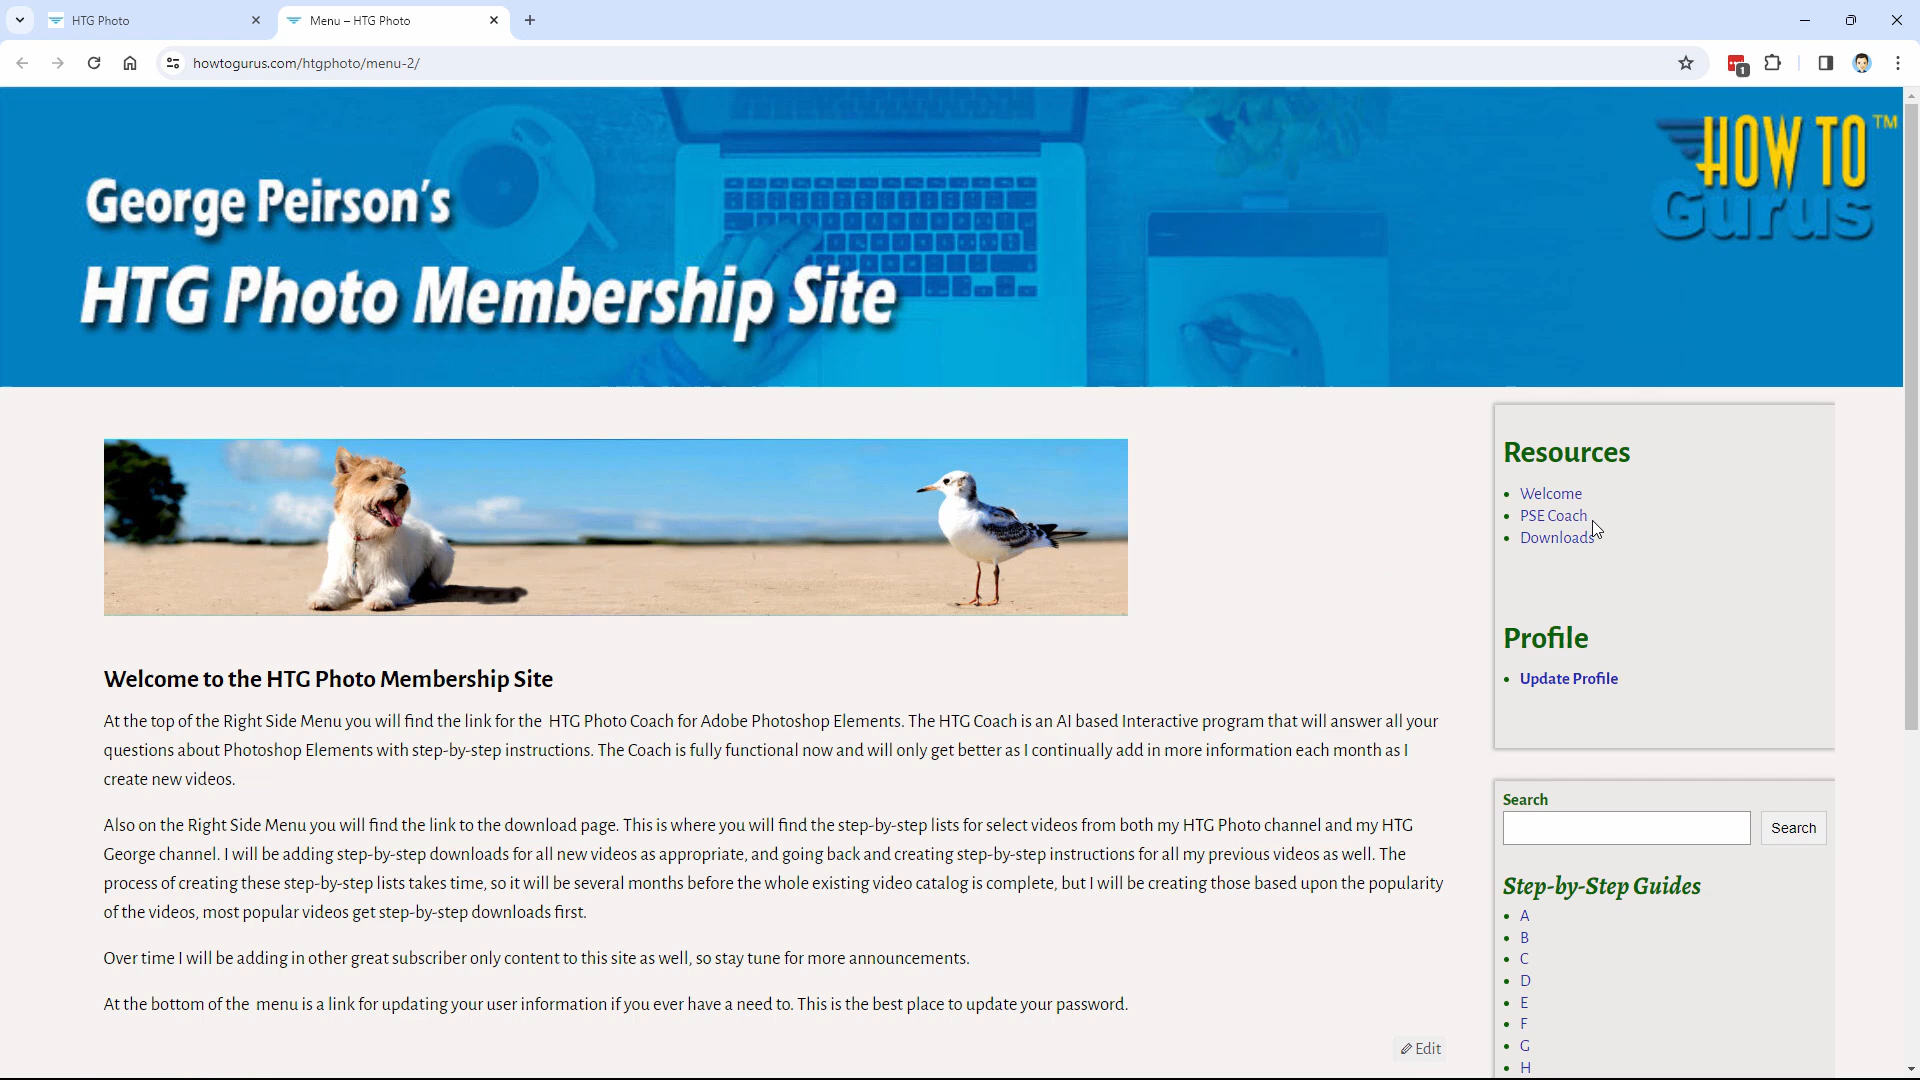 HTG Photo
Menu – HTG Photo
howtogurus.com/htgphoto/menu-2/
1
HOW TO™
Gurus
George Peirson's
HTG Photo Membership Site
Resources
Welcome
PSE Coach
Downloads
Profile
Update Profile
Welcome to the HTG Photo Membership Site
At the top of the Right Side Menu you will find the link for the HTG Photo Coach for Adobe Photoshop Elements. The HTG Coach is an AI based Interactive program that will answer all your
questions about Photoshop Elements with step-by-step instructions. The Coach is fully functional now and will only get better as I continually add in more information each month as I
create new videos.
Also on the Right Side Menu you will find the link to the download page. This is where you will find the step-by-step lists for select videos from both my HTG Photo channel and my HTG
George channel. I will be adding step-by-step downloads for all new videos as appropriate, and going back and creating step-by-step instructions for all my previous videos as well. The
process of creating these step-by-step lists takes time, so it will be several months before the whole existing video catalog is complete, but I will be creating those based upon the popularity
of the videos, most popular videos get step-by-step downloads first.
Over time I will be adding in other great subscriber only content to this site as well, so stay tune for more announcements.
At the bottom of the menu is a link for updating your user information if you ever have a need to. This is the best place to update your password.
Edit
Search
Search
Step-by-Step Guides
A
B
C
D
E
F
G
H